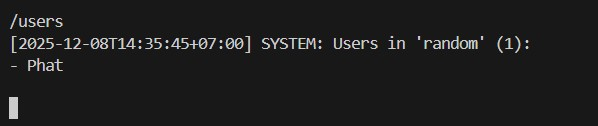 /users
[2025-12-08T14:35:45+07:00] SYSTEM: Users in 'random' (1):
- Phat